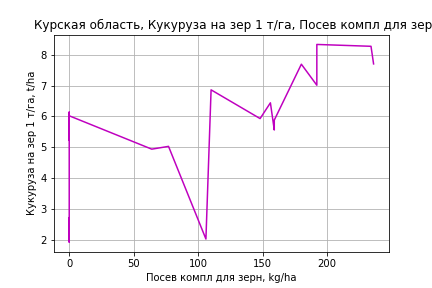 Курская область, Кукуруза на зер 1 т/га, Посев компл для зер
8
7
6
5
4
3
2
Кукуруза на зер 1 т/га, t/ha
0 50 100 150 200
Посев компл для зерн, kg/ha